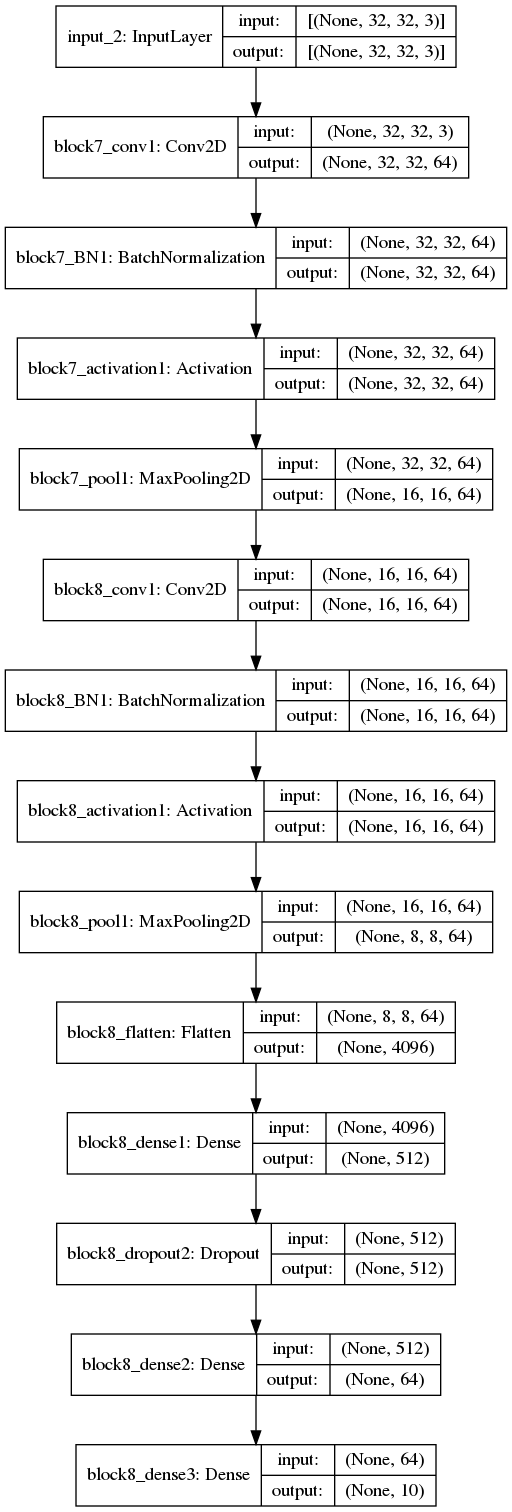 input_2: InputLayer
input: [(None, 32, 32, 3)]
output: [(None, 32, 32, 3)]
block7_conv1: Conv2D
input: (None, 32, 32, 3)
output: (None, 32, 32, 64)
block7_BN1: BatchNormalization
input: (None, 32, 32, 64)
output: (None, 32, 32, 64)
block7_activation1: Activation
input: (None, 32, 32, 64)
output: (None, 32, 32, 64)
block7_pool1: MaxPooling2D
input: (None, 32, 32, 64)
output: (None, 16, 16, 64)
block8_conv1: Conv2D
input: (None, 16, 16, 64)
output: (None, 16, 16, 64)
block8_BN1: BatchNormalization
input: (None, 16, 16, 64)
output: (None, 16, 16, 64)
block8_activation1: Activation
input: (None, 16, 16, 64)
output: (None, 16, 16, 64)
block8_pool1: MaxPooling2D
input: (None, 16, 16, 64)
output: (None, 8, 8, 64)
block8_flatten: Flatten
input: (None, 8, 8, 64)
output: (None, 4096)
block8_dense1: Dense
input: (None, 4096)
output: (None, 512)
block8_dropout2: Dropout
input: (None, 512)
output: (None, 512)
block8_dense2: Dense
input: (None, 512)
output: (None, 64)
block8_dense3: Dense
input: (None, 64)
output: (None, 10)